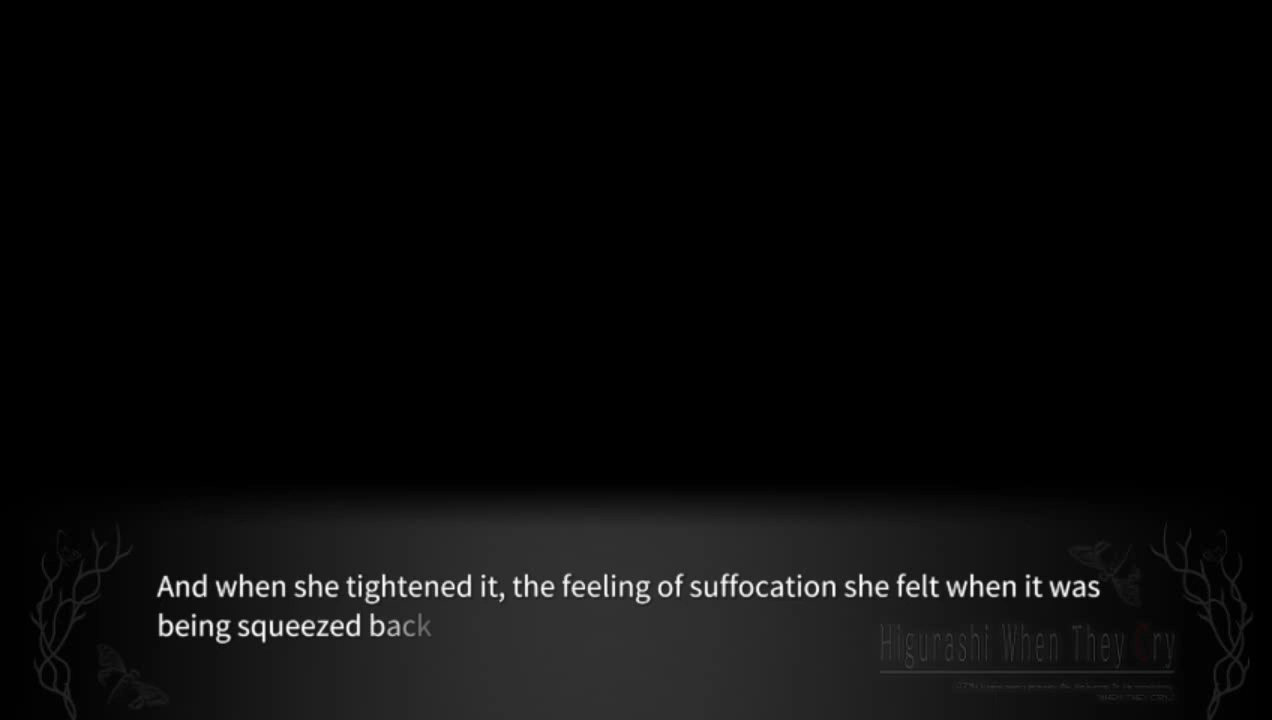 And when she tightened it, the feeling of suffocation she felt when it was
being squeezed back
Higurashi When They Cry